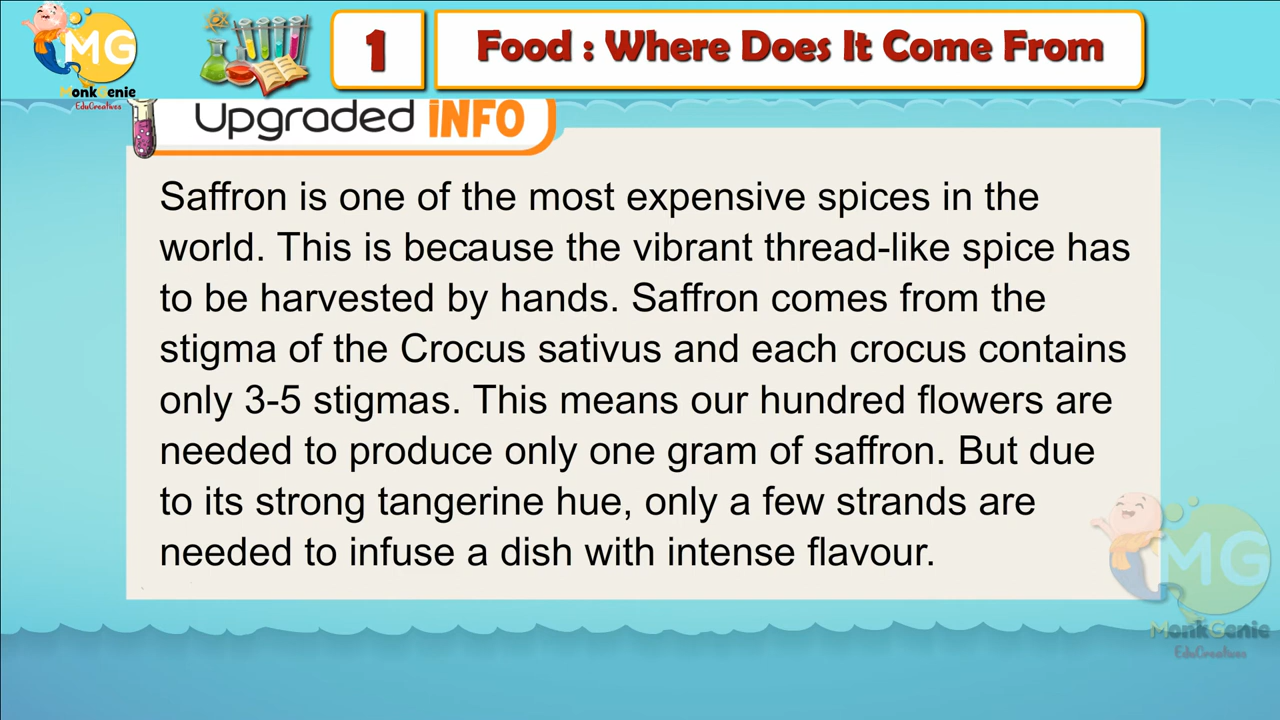 MG
MonkGenie
EduCreatives
1
Food : Where Does It Come From
Upgraded iNFO
Saffron is one of the most expensive spices in the
world. This is because the vibrant thread-like spice has
to be harvested by hands. Saffron comes from the
stigma of the Crocus sativus and each crocus contains
only 3-5 stigmas. This means our hundred flowers are
needed to produce only one gram of saffron. But due
to its strong tangerine hue, only a few strands are
needed to infuse a dish with intense flavour.
MG
MonkGenie
EduCreatives